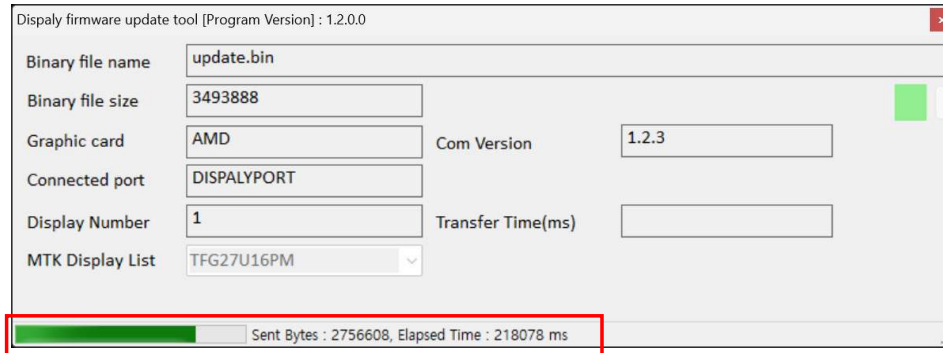 Dispaly firmware update tool [Program Version] : 1.2.0.0
Binary file name update.bin
Binary file size 3493888
Graphic card AMD Com Version 1.2.3
Connected port DISPALYPORT
Display Number 1 Transfer Time(ms)
MTK Display List TFG27U16PM
Sent Bytes : 2756608, Elapsed Time : 218078 ms